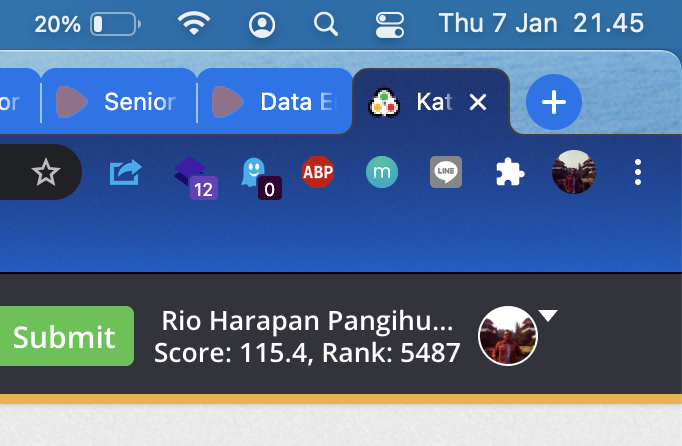 20% Thu 7 Jan 21.45
or Senior Data E Kat
12 0 ABP m LINE
Submit
Rio Harapan Pangihu...
Score: 115.4, Rank: 5487